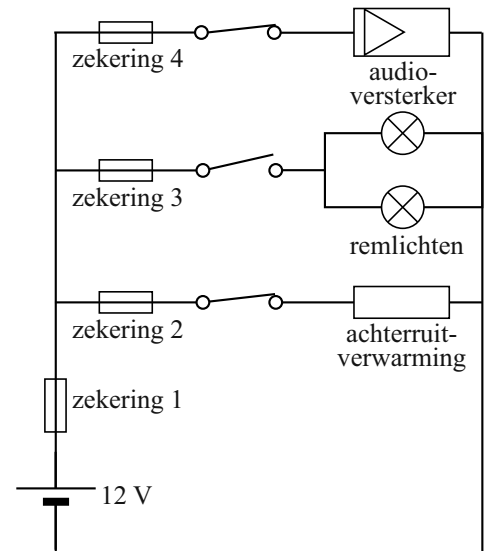 zekering 4
audio-
versterker
zekering 3
remlichten
zekering 2
achterruit-
verwarming
zekering 1
12 V